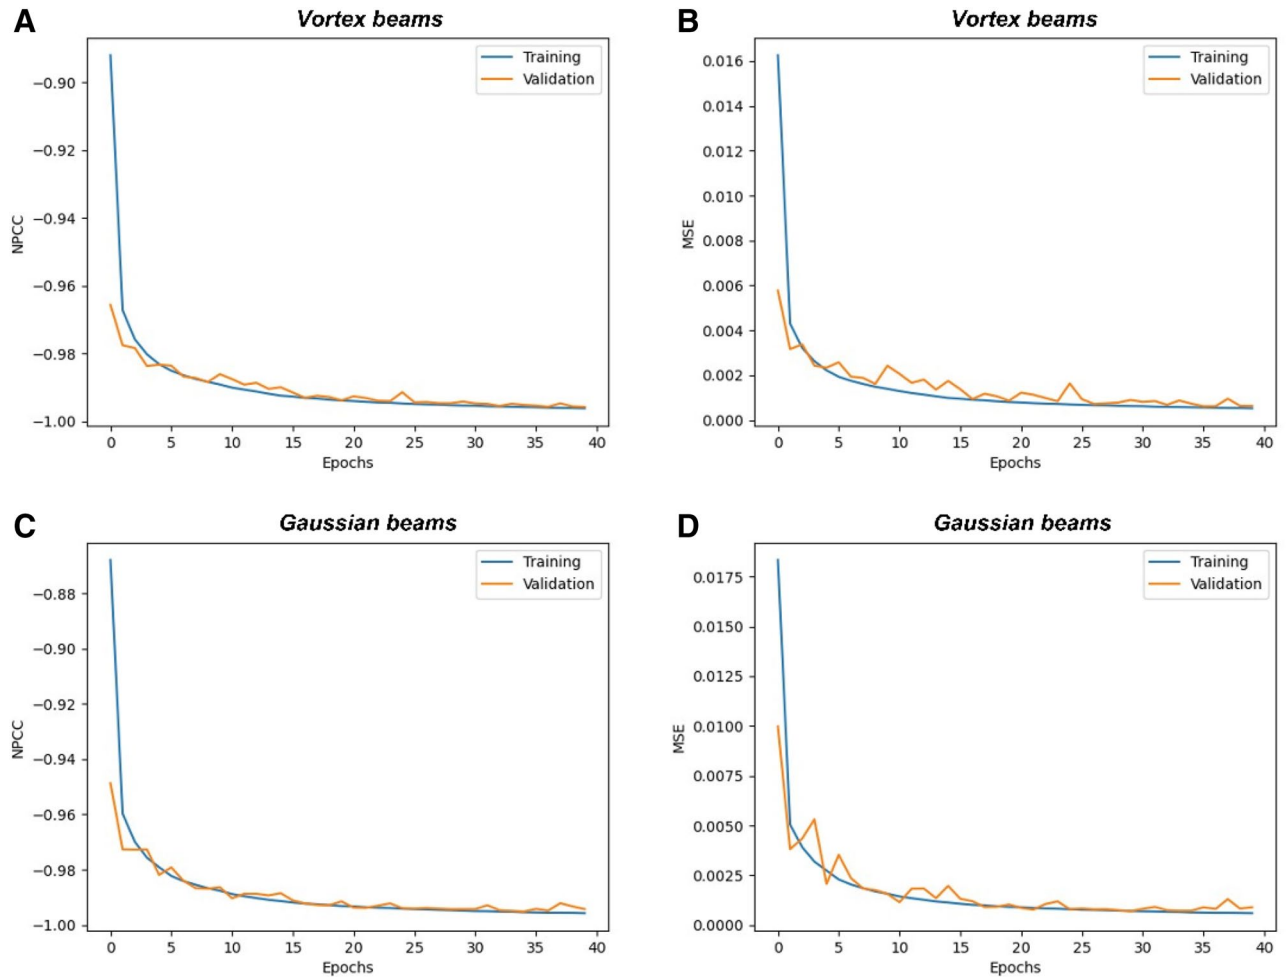 A
Vortex beams
Training
Validation
−0.90
−0.92
−0.94
−0.96
−0.98
−1.00
NPCC
0 5 10 15 20 25 30 35 40
Epochs
B
Vortex beams
Training
Validation
0.016
0.014
0.012
0.010
0.008
0.006
0.004
0.002
0.000
MSE
0 5 10 15 20 25 30 35 40
Epochs
C
Gaussian beams
Training
Validation
−0.88
−0.90
−0.92
−0.94
−0.96
−0.98
−1.00
NPCC
0 5 10 15 20 25 30 35 40
Epochs
D
Gaussian beams
Training
Validation
0.0175
0.0150
0.0125
0.0100
0.0075
0.0050
0.0025
0.0000
MSE
0 5 10 15 20 25 30 35 40
Epochs